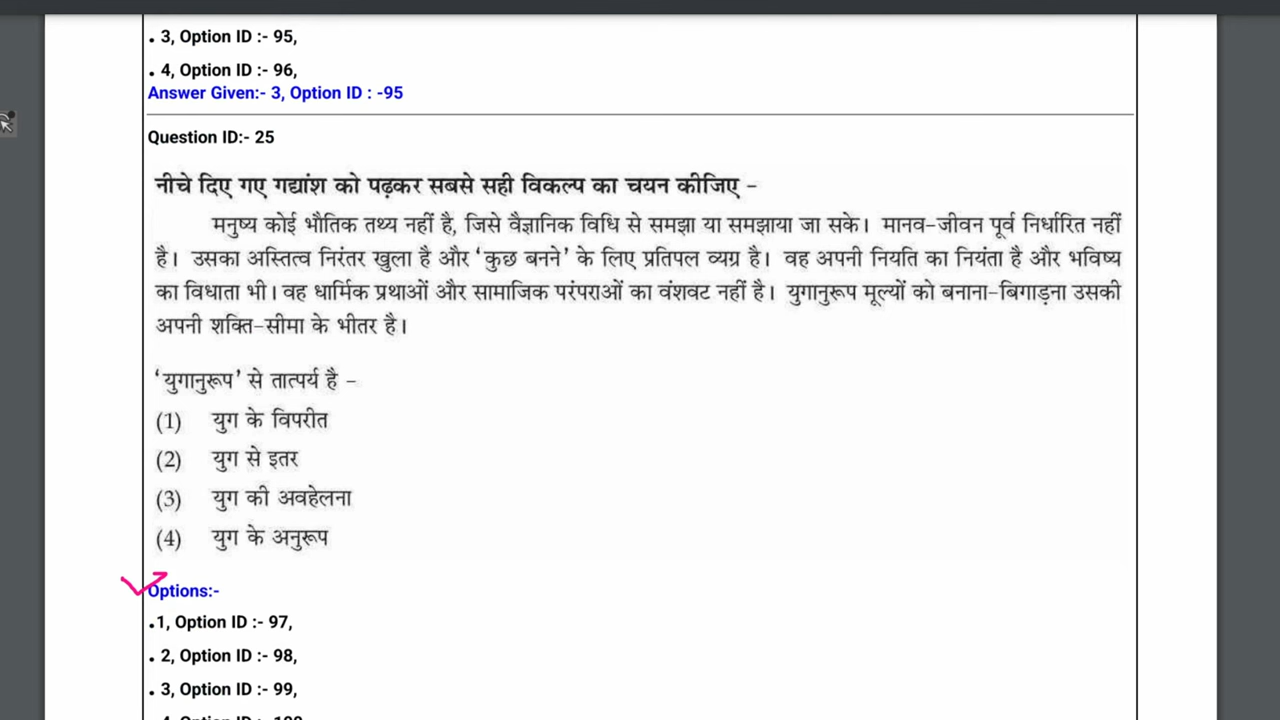 . 3, Option ID :- 95,
. 4, Option ID :- 96,
Answer Given:- 3, Option ID : -95
Question ID:- 25
नीचे दिए गए गद्यांश को पढ़कर सबसे सही विकल्प का चयन कीजिए –
मनुष्य कोई भौतिक तथ्य नहीं है, जिसे वैज्ञानिक विधि से समझा या समझाया जा सके। मानव-जीवन पूर्व निर्धारित नहीं
है। उसका अस्तित्व निरंतर खुला है और ‘कुछ बनने’ के लिए प्रतिपल व्यग्र है। वह अपनी नियति का नियंता है और भविष्य
का विधाता भी। वह धार्मिक प्रथाओं और सामाजिक परंपराओं का वंशवट नहीं है। युगानुरूप मूल्यों को बनाना-बिगाड़ना उसकी
अपनी शक्ति-सीमा के भीतर है।
‘युगानुरूप’ से तात्पर्य है –
(1) युग के विपरीत
(2) युग से इतर
(3) युग की अवहेलना
(4) युग के अनुरूप
Options:-
.1, Option ID :- 97,
. 2, Option ID :- 98,
. 3, Option ID :- 99,
. 4, Option ID :- 100